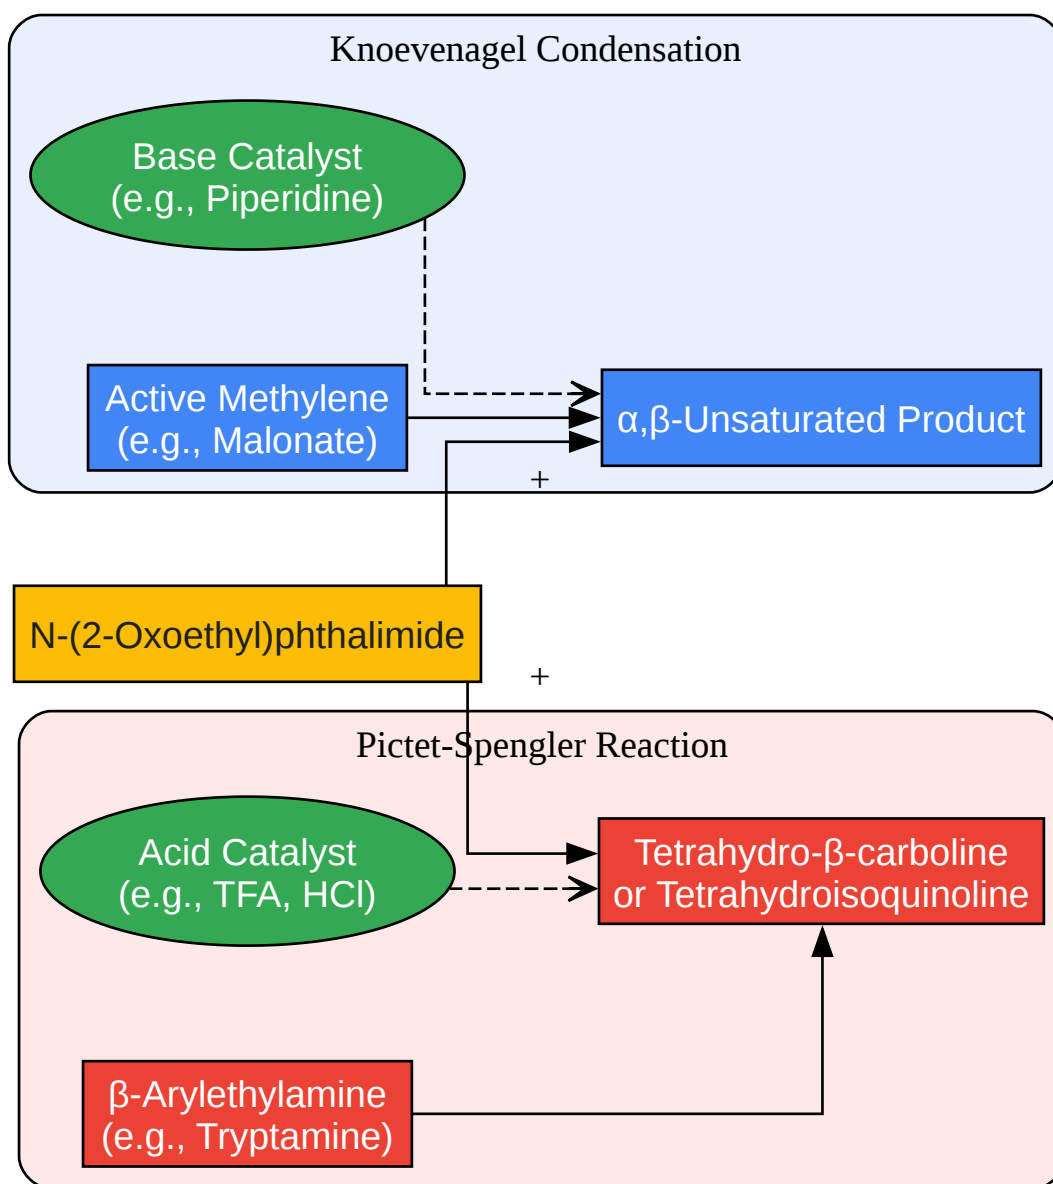 Knoevenagel Condensation
Base Catalyst
(e.g., Piperidine)
Active Methylene
(e.g., Malonate)
α,β-Unsaturated Product
+
N-(2-Oxoethyl)phthalimide
+
Pictet-Spengler Reaction
Acid Catalyst
(e.g., TFA, HCl)
Tetrahydro-β-carboline
or Tetrahydroisoquinoline
β-Arylethylamine
(e.g., Tryptamine)